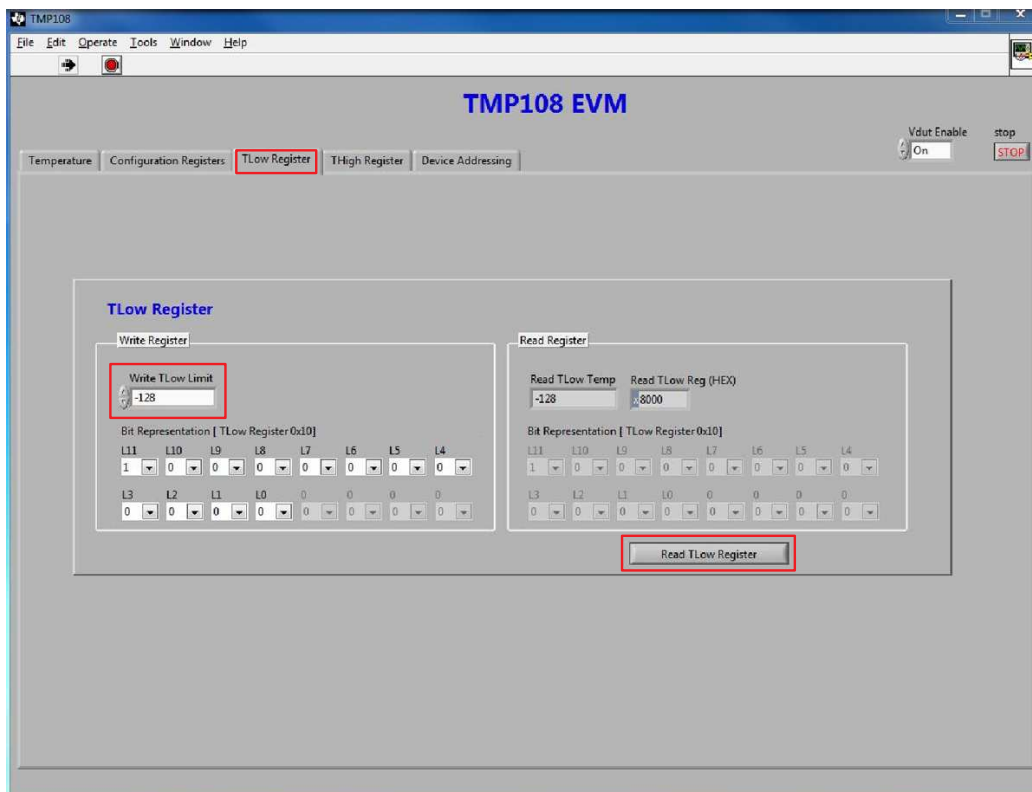 TMP108
File Edit Operate Tools Window Help
TMP108 EVM
Vdut Enable stop
On STOP
Temperature Configuration Registers TLow Register THigh Register Device Addressing
TLow Register
Write Register
Write TLow Limit
-128
Bit Representation [ TLow Register 0x10]
L11 L10 L9 L8 L7 L6 L5 L4
1 0 0 0 0 0 0 0
L3 L2 L1 L0 0 0 0 0
0 0 0 0 0 0 0 0
Read Register
Read TLow Temp Read TLow Reg (HEX)
-128 x8000
Bit Representation [ TLow Register 0x10]
L11 L10 L9 L8 L7 L6 L5 L4
1 0 0 0 0 0 0 0
L3 L2 L1 L0 0 0 0 0
0 0 0 0 0 0 0 0
Read TLow Register